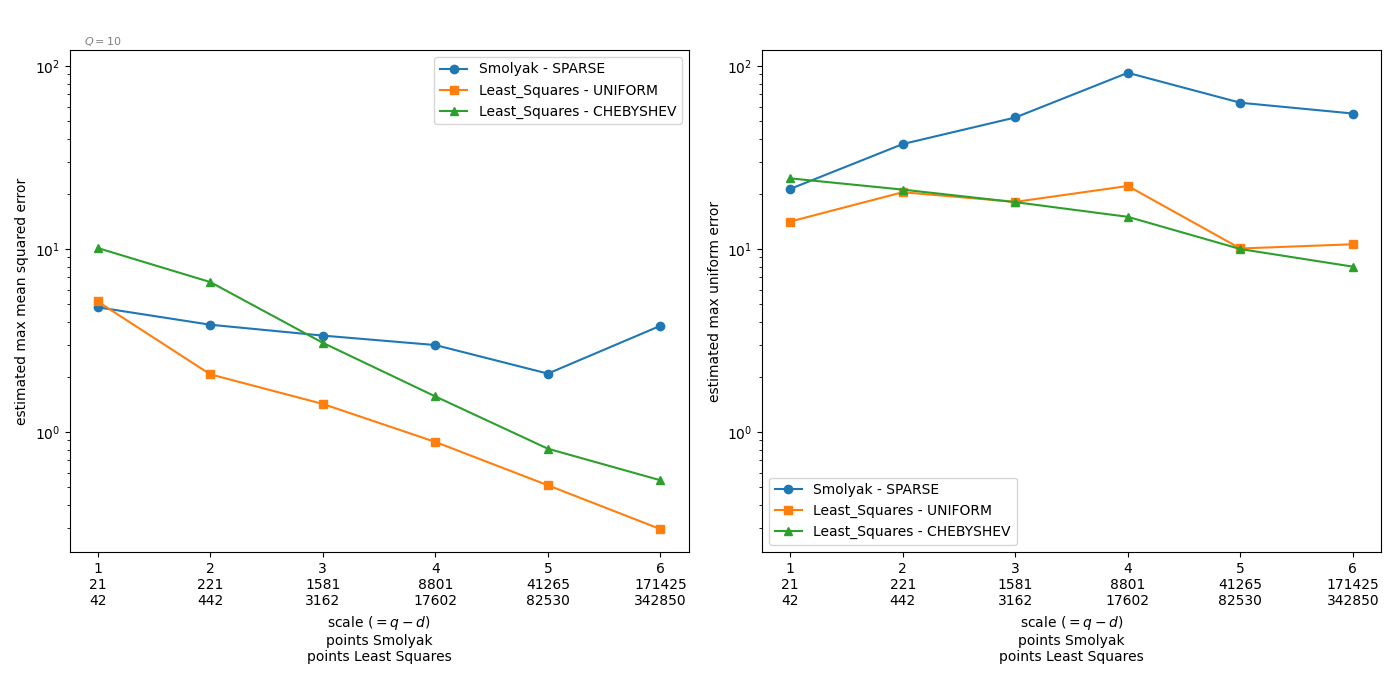 Q = 10
10²
10¹
10⁰
estimated max mean squared error
Smolyak - SPARSE
Least_Squares - UNIFORM
Least_Squares - CHEBYSHEV
1 2 3 4 5 6
21 221 1581 8801 41265 171425
42 442 3162 17602 82530 342850
scale (= q − d)
points Smolyak
points Least Squares
10²
10¹
10⁰
estimated max uniform error
Smolyak - SPARSE
Least_Squares - UNIFORM
Least_Squares - CHEBYSHEV
1 2 3 4 5 6
21 221 1581 8801 41265 171425
42 442 3162 17602 82530 342850
scale (= q − d)
points Smolyak
points Least Squares